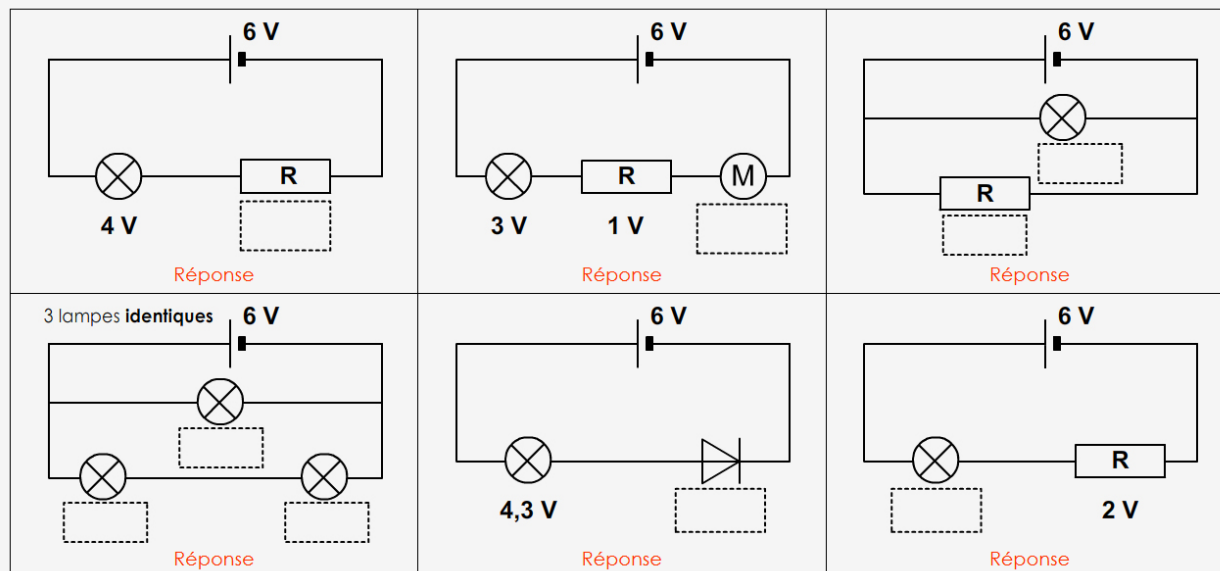 6 V
R
4 V
Réponse
6 V
R
M
3 V
1 V
Réponse
6 V
R
Réponse
3 lampes identiques
6 V
Réponse
6 V
4,3 V
Réponse
6 V
R
2 V
Réponse